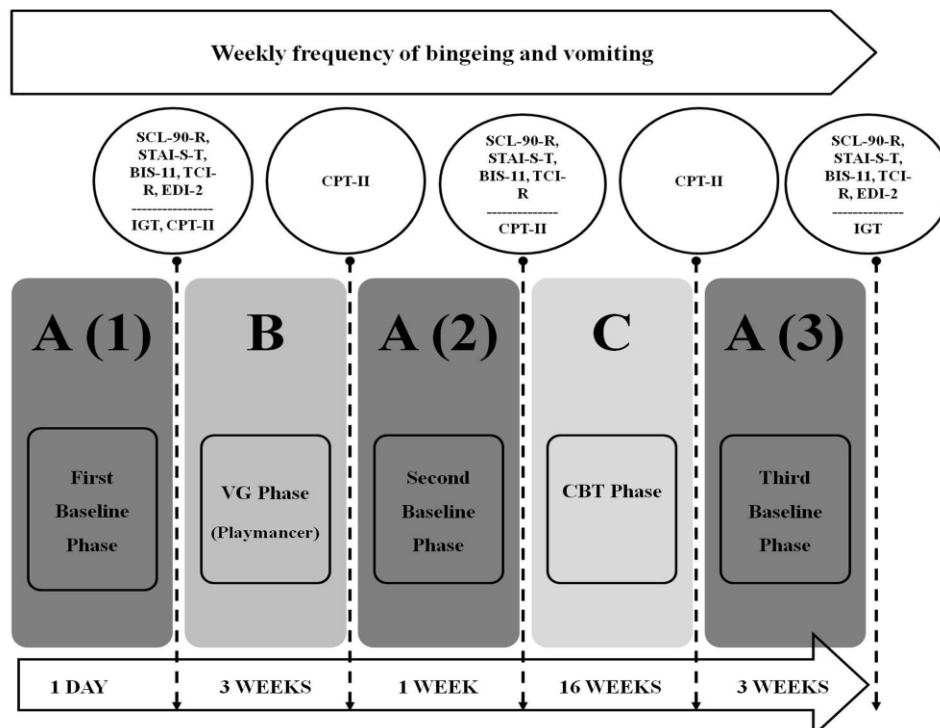 Weekly frequency of bingeing and vomiting
SCL-90-R,
STAI-S-T,
BIS-11, TCI-
R, EDI-2
----------------
IGT, CPT-II
CPT-II
SCL-90-R,
STAI-S-T,
BIS-11, TCI-
R
--------------
CPT-II
CPT-II
SCL-90-R,
STAI-S-T,
BIS-11, TCI-
R, EDI-2
--------------
IGT
A (1)
B
A (2)
C
A (3)
First
Baseline
Phase
VG Phase
(Playmancer)
Second
Baseline
Phase
CBT Phase
Third
Baseline
Phase
1 DAY
3 WEEKS
1 WEEK
16 WEEKS
3 WEEKS